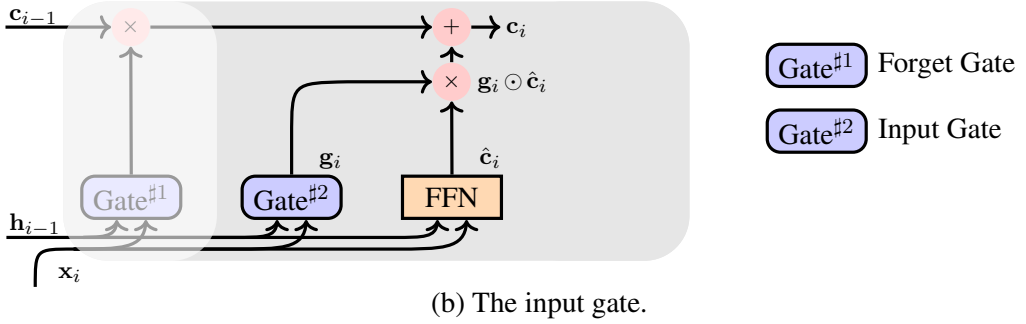 c_{i−1} × + c_i
× g_i ⊙ ĉ_i
g_i ĉ_i
Gate^{♯1} Gate^{♯2} FFN
h_{i−1}
x_i
Gate^{♯1} Forget Gate
Gate^{♯2} Input Gate
(b) The input gate.